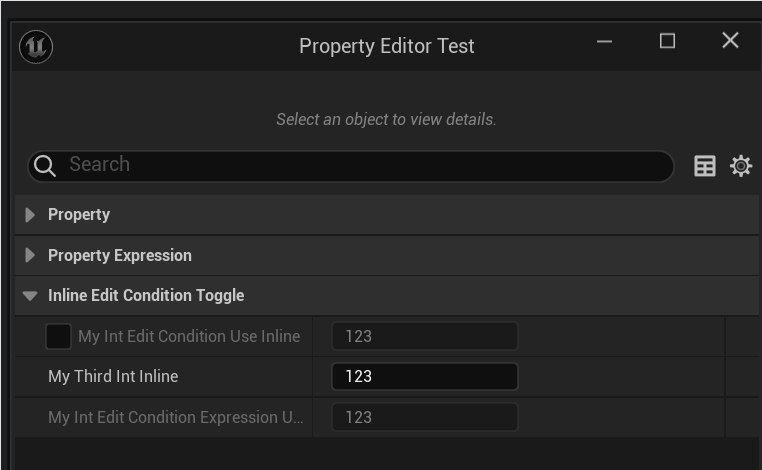 Property Editor Test
Select an object to view details.
Search
Property
Property Expression
Inline Edit Condition Toggle
My Int Edit Condition Use Inline 123
My Third Int Inline 123
My Int Edit Condition Expression U... 123